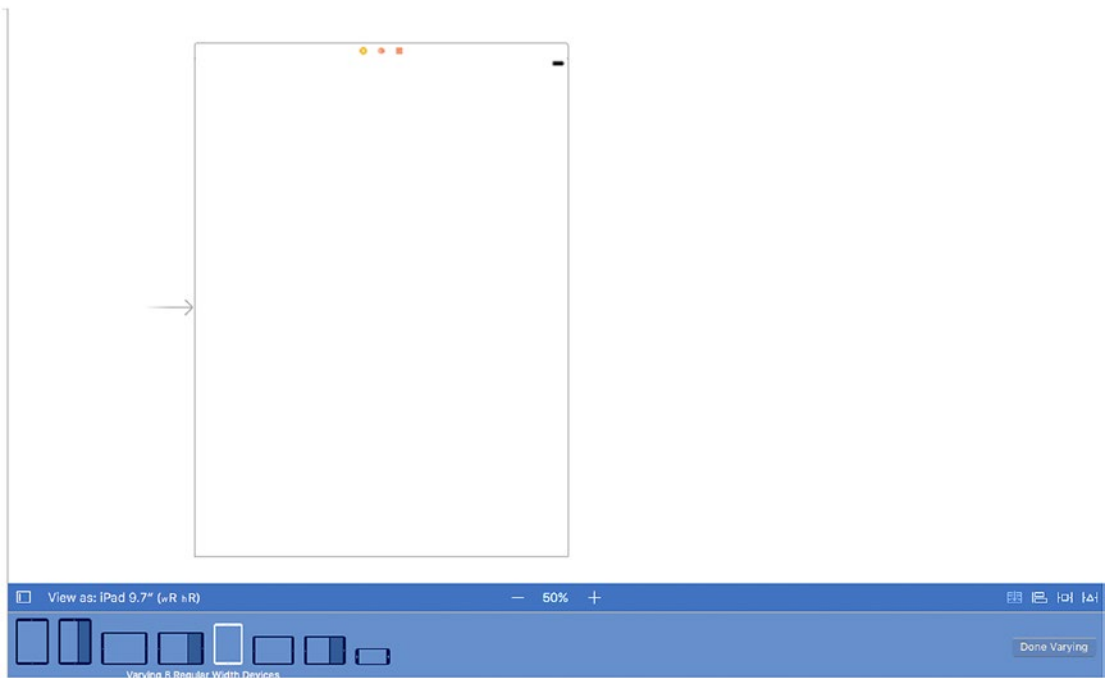 View as: iPad 9.7″ (wR hR)
— 50% +
Varying 8 Regular Width Devices
Done Varying